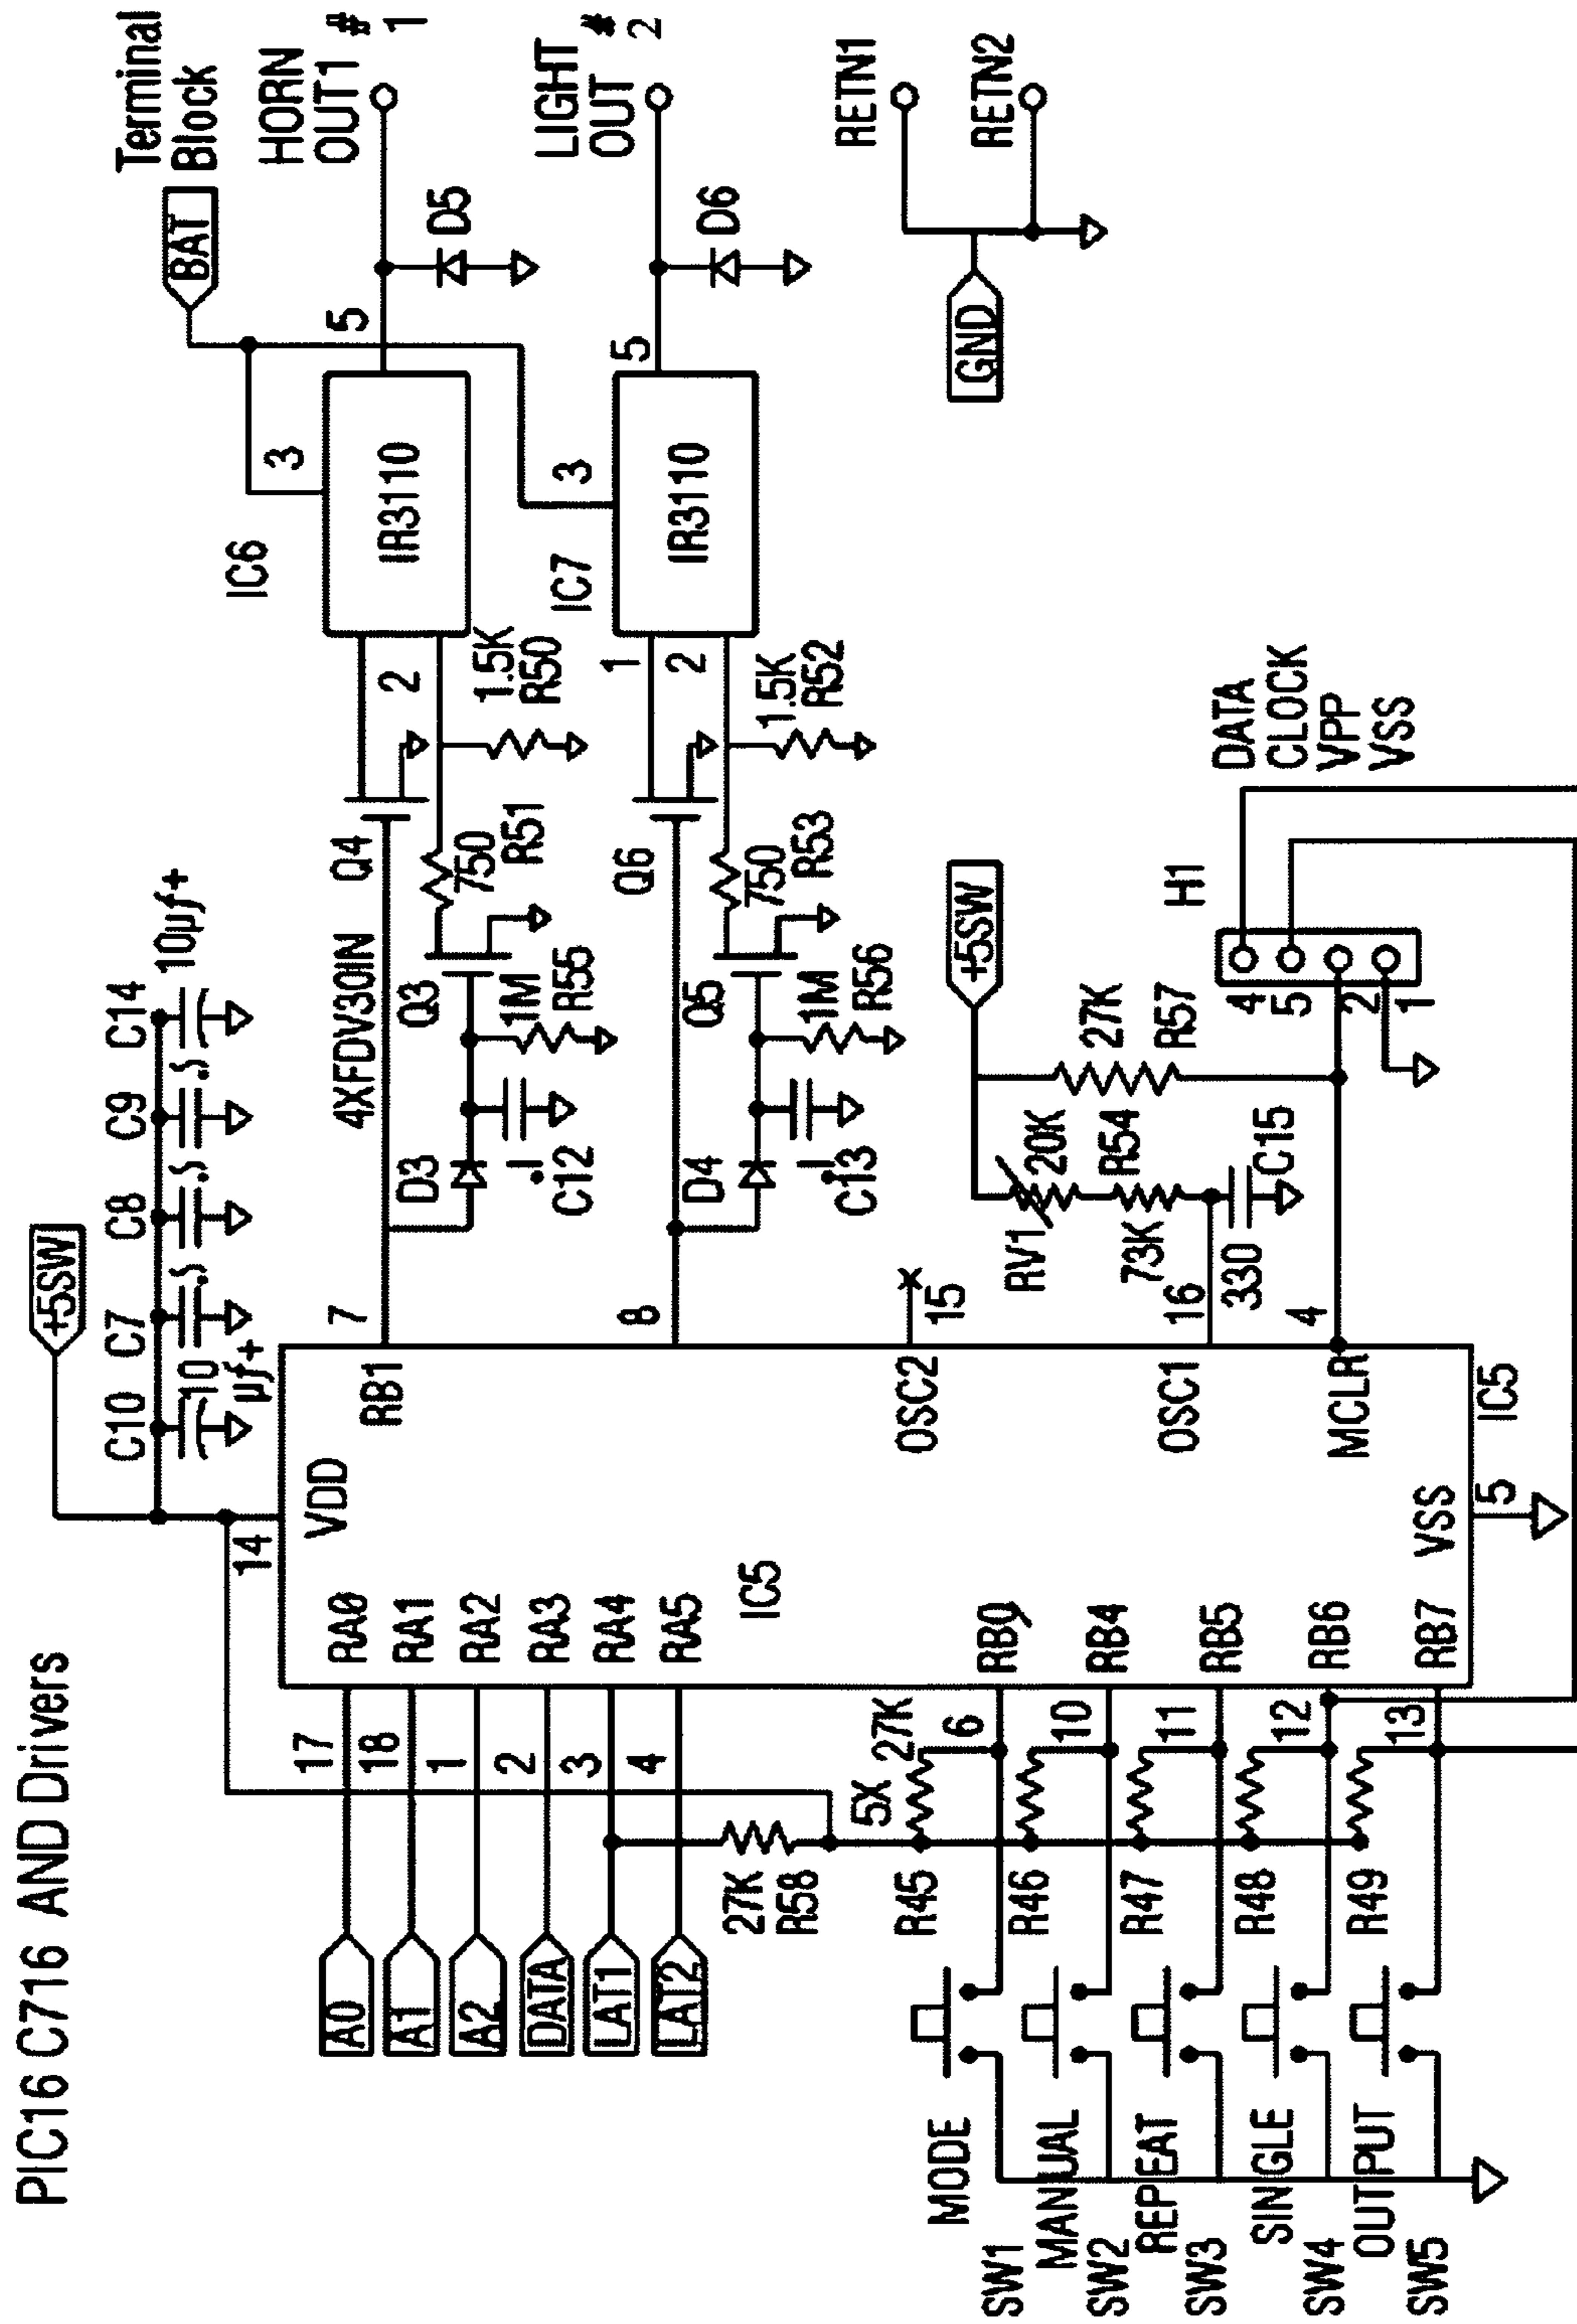 PIC16 C716 AND Drivers
+5SW
C10
C7
C8
C9
C14
10
µf+
.S
.S
.S
10µf+
14
VDD
A0
17
RA0
A1
18
RA1
A2
1
RA2
DATA
2
RA3
LAT1
3
RA4
LAT2
4
RA5
IC5
27K
R58
5X
27K
RB1
7
8
OSC2
15
OSC1
16
MCLR
4
VSS
5
IC5
MODE
SW1
R45
6
RB0
MANUAL
SW2
R46
10
RB4
REPEAT
SW3
R47
11
RB5
SINGLE
SW4
R48
12
RB6
OUTPUT
SW5
R49
13
RB7
4XFDV30IN
Q4
D3
Q3
1M
R55
.1
C12
750
R51
1.5K
R50
2
IC6
3
IR3110
5
BAT
Terminal
Block
HORN
OUT1
#
1
D5
D4
Q5
Q6
1M
R56
.1
C13
750
R53
1.5K
R52
1
2
IC7
3
IR3110
5
LIGHT
OUT
#
2
D6
RETN1
RETN2
GND
+5SW
RV1
20K
73K
R54
330
C15
27K
R57
H1
4
5
2
1
DATA
CLOCK
VPP
VSS